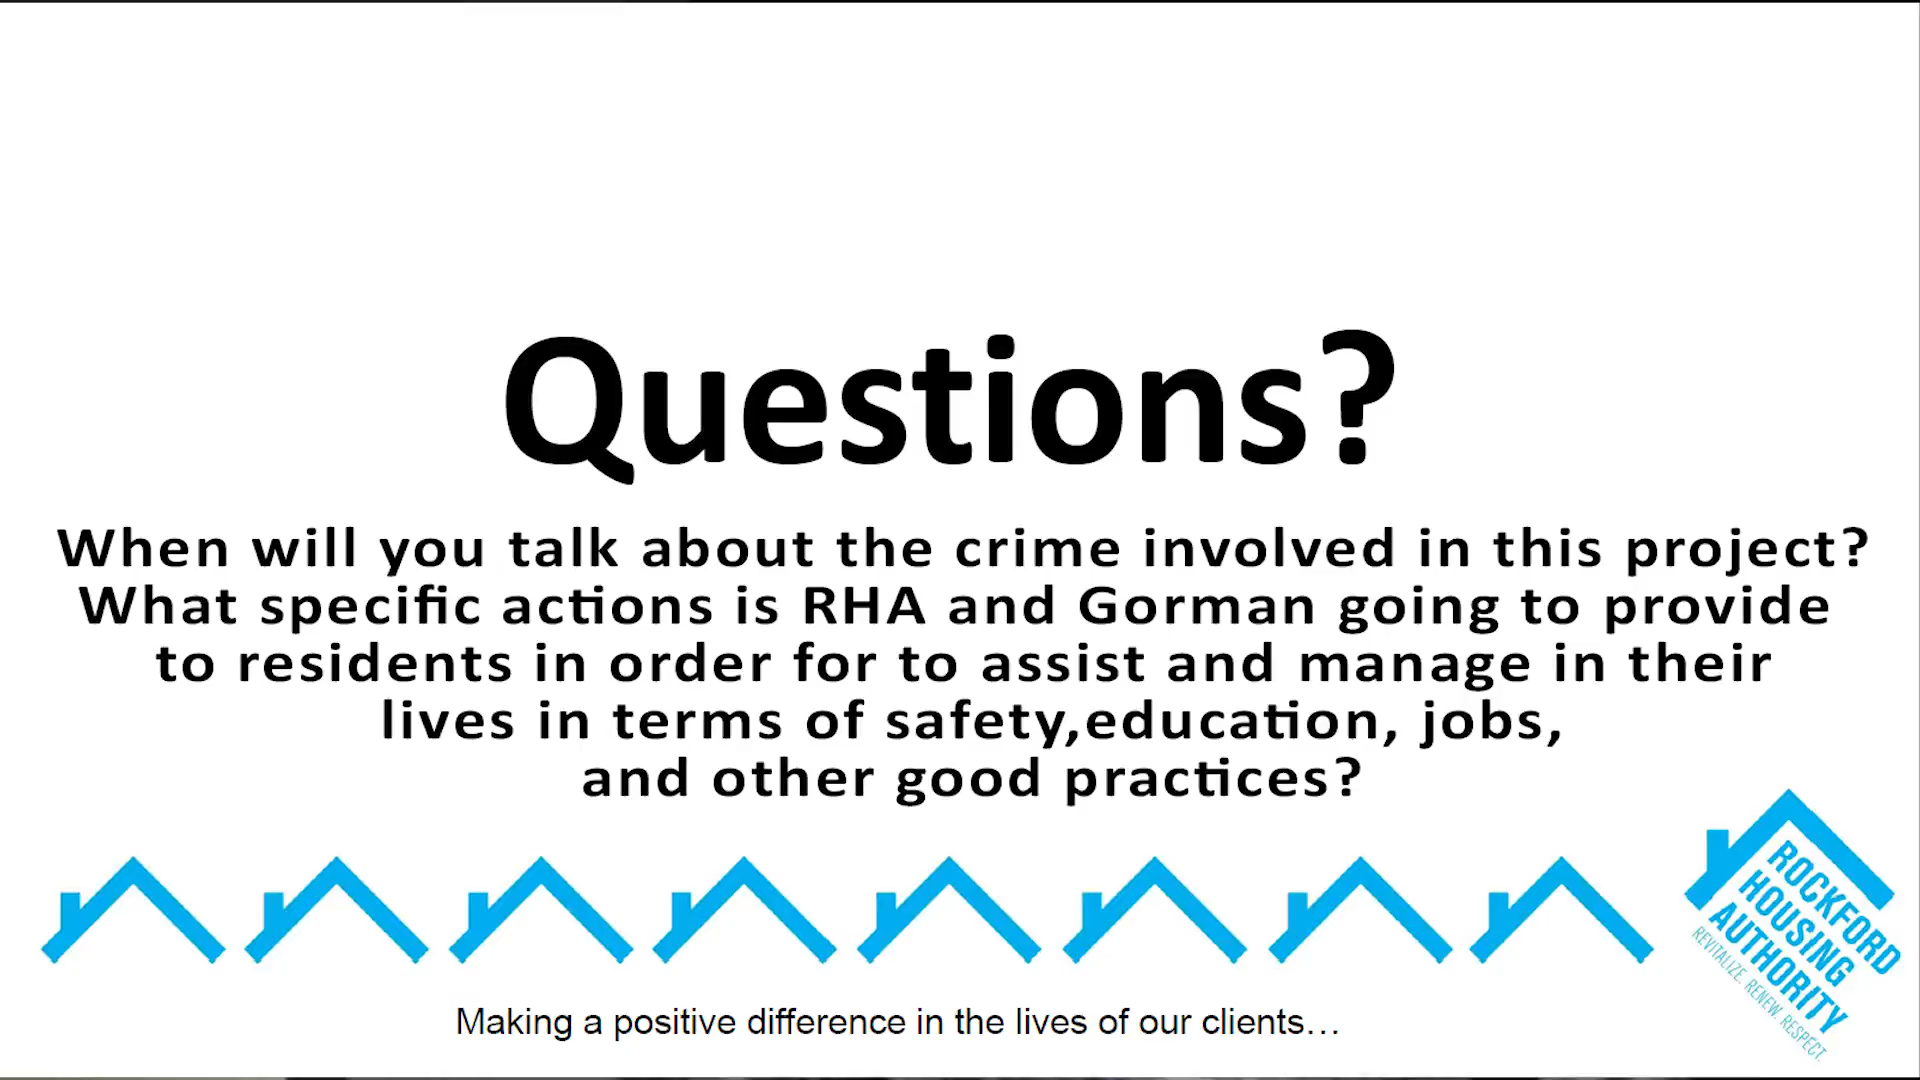 Questions?
When will you talk about the crime involved in this project?
What specific actions is RHA and Gorman going to provide
to residents in order for to assist and manage in their
lives in terms of safety,education, jobs,
and other good practices?
ROCKFORD
HOUSING
AUTHORITY
REVITALIZE. RENEW. RESPECT.
Making a positive difference in the lives of our clients…